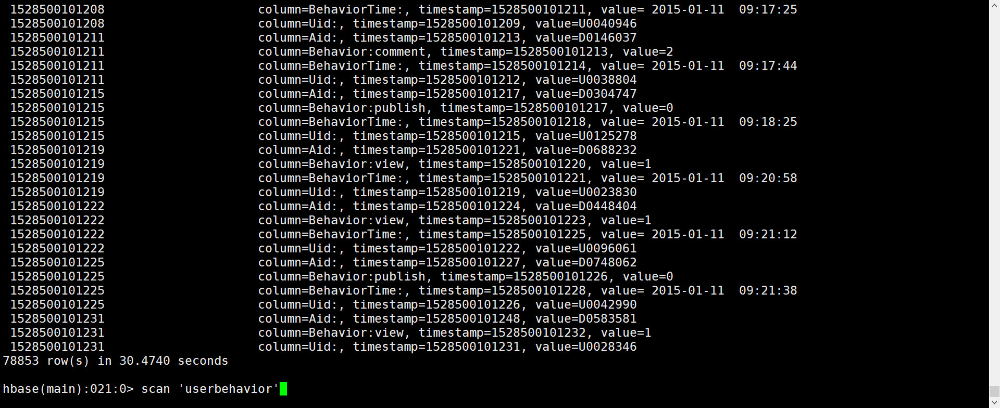 1528500101208 column=BehaviorTime:, timestamp=1528500101211, value= 2015-01-11  09:17:25
1528500101208 column=Uid:, timestamp=1528500101209, value=U0040946
1528500101211 column=Aid:, timestamp=1528500101213, value=D0146037
1528500101211 column=Behavior:comment, timestamp=1528500101213, value=2
1528500101211 column=BehaviorTime:, timestamp=1528500101214, value= 2015-01-11  09:17:44
1528500101211 column=Uid:, timestamp=1528500101212, value=U0038804
1528500101215 column=Aid:, timestamp=1528500101217, value=D0304747
1528500101215 column=Behavior:publish, timestamp=1528500101217, value=0
1528500101215 column=BehaviorTime:, timestamp=1528500101218, value= 2015-01-11  09:18:25
1528500101215 column=Uid:, timestamp=1528500101215, value=U0125278
1528500101219 column=Aid:, timestamp=1528500101221, value=D0688232
1528500101219 column=Behavior:view, timestamp=1528500101220, value=1
1528500101219 column=BehaviorTime:, timestamp=1528500101221, value= 2015-01-11  09:20:58
1528500101219 column=Uid:, timestamp=1528500101219, value=U0023830
1528500101222 column=Aid:, timestamp=1528500101224, value=D0448404
1528500101222 column=Behavior:view, timestamp=1528500101223, value=1
1528500101222 column=BehaviorTime:, timestamp=1528500101225, value= 2015-01-11  09:21:12
1528500101222 column=Uid:, timestamp=1528500101222, value=U0096061
1528500101225 column=Aid:, timestamp=1528500101227, value=D0748062
1528500101225 column=Behavior:publish, timestamp=1528500101226, value=0
1528500101225 column=BehaviorTime:, timestamp=1528500101228, value= 2015-01-11  09:21:38
1528500101225 column=Uid:, timestamp=1528500101226, value=U0042990
1528500101231 column=Aid:, timestamp=1528500101248, value=D0583581
1528500101231 column=Behavior:view, timestamp=1528500101232, value=1
1528500101231 column=Uid:, timestamp=1528500101231, value=U0028346
78853 row(s) in 30.4740 seconds
hbase(main):021:0> scan 'userbehavior'